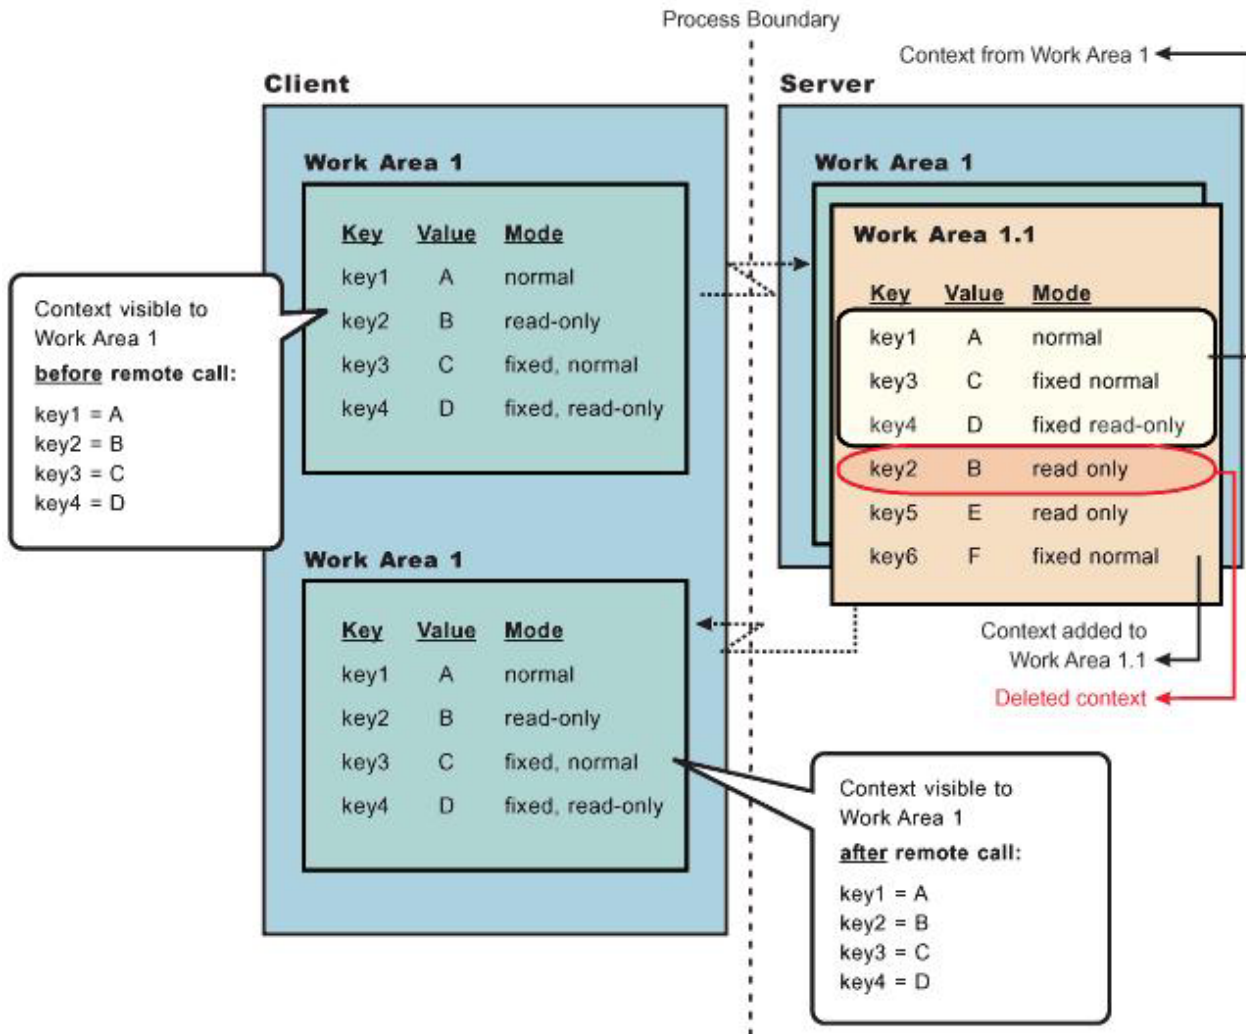 Process Boundary
Context from Work Area 1
Client
Server
Work Area 1
Key Value Mode
key1 A normal
key2 B read-only
key3 C fixed, normal
key4 D fixed, read-only
Context visible to
Work Area 1
before remote call:
key1 = A
key2 = B
key3 = C
key4 = D
Work Area 1
Work Area 1.1
Key Value Mode
key1 A normal
key3 C fixed normal
key4 D fixed read-only
key2 B read only
key5 E read only
key6 F fixed normal
Context added to
Work Area 1.1
Deleted context
Work Area 1
Key Value Mode
key1 A normal
key2 B read-only
key3 C fixed, normal
key4 D fixed, read-only
Context visible to
Work Area 1
after remote call:
key1 = A
key2 = B
key3 = C
key4 = D